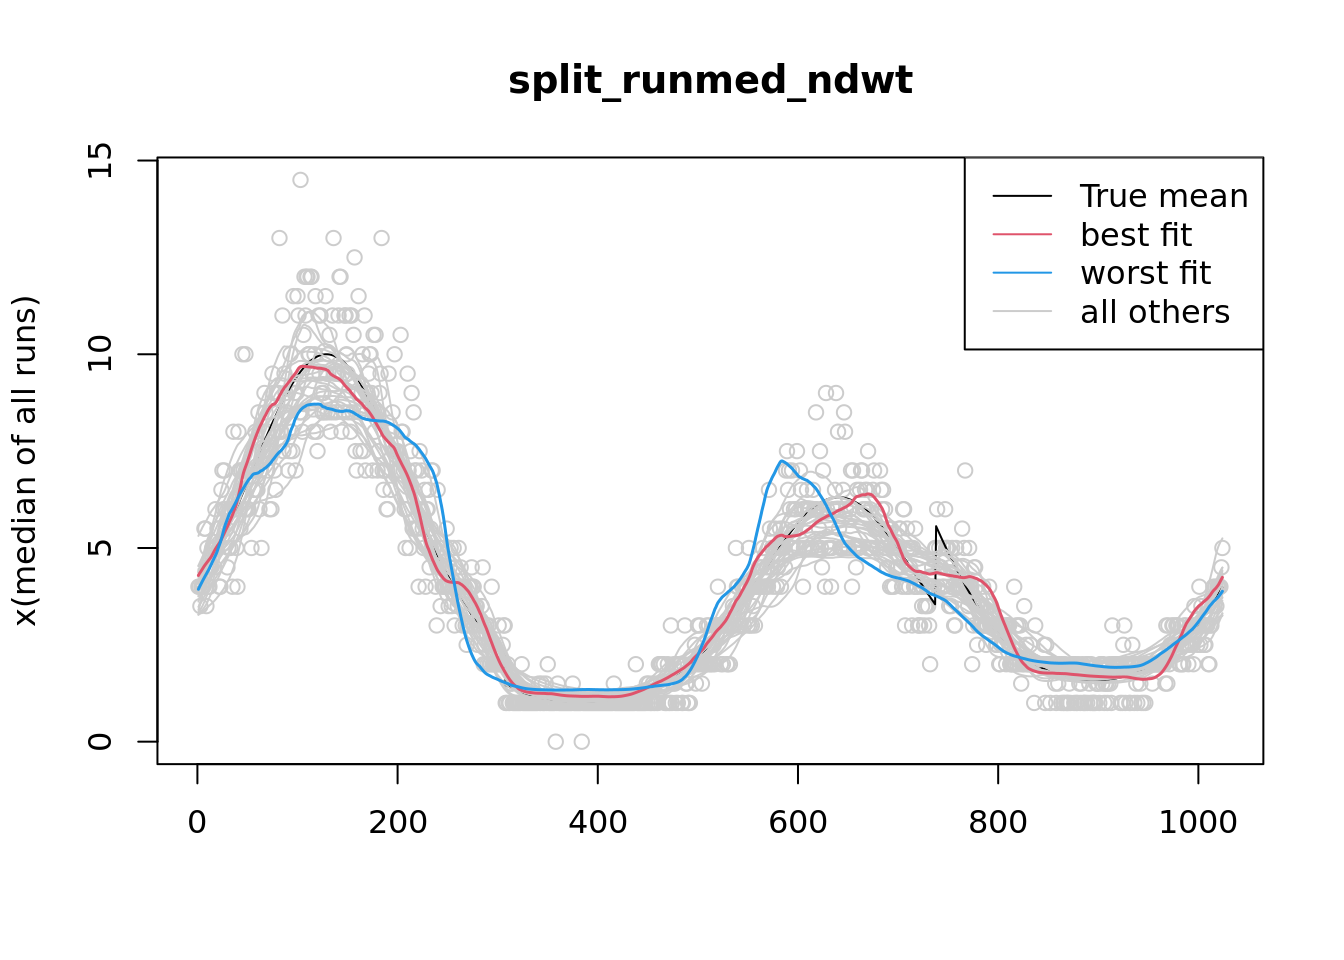 split_runmed_ndwt
x(median of all runs)
15
10
5
0
True mean
best fit
worst fit
all others
0 200 400 600 800 1000